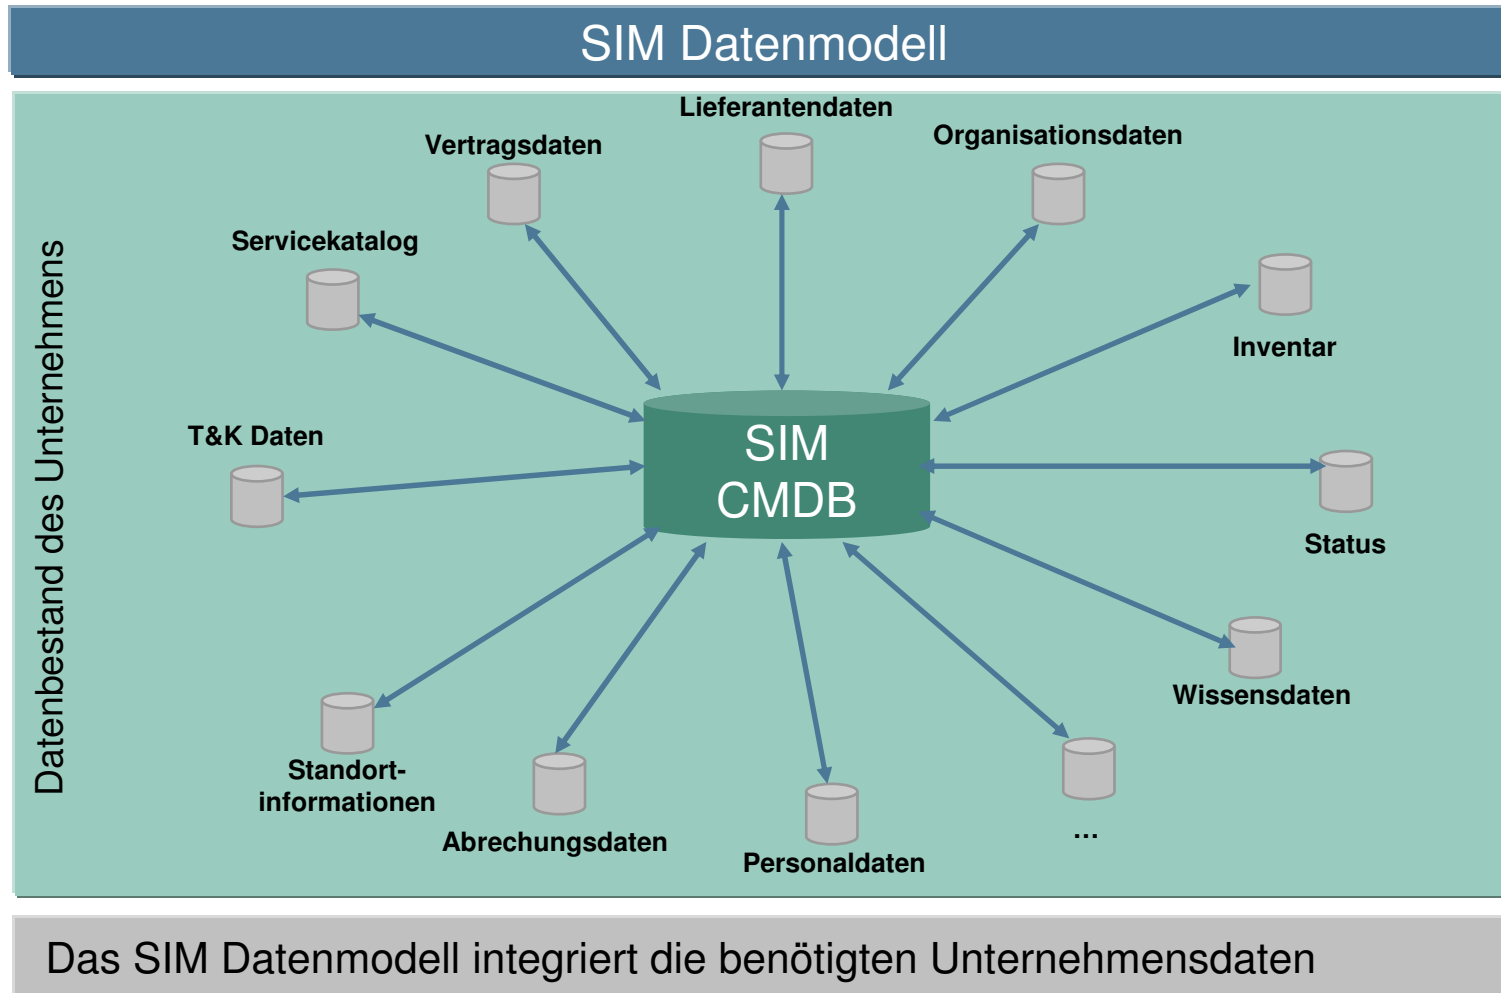 SIM Datenmodell
Datenbestand des Unternehmens
Lieferantendaten
Vertragsdaten
Organisationsdaten
Servicekatalog
Inventar
T&K Daten
SIM
CMDB
Status
Wissensdaten
Standort-
informationen
Abrechungsdaten
Personaldaten
...
Das SIM Datenmodell integriert die benötigten Unternehmensdaten